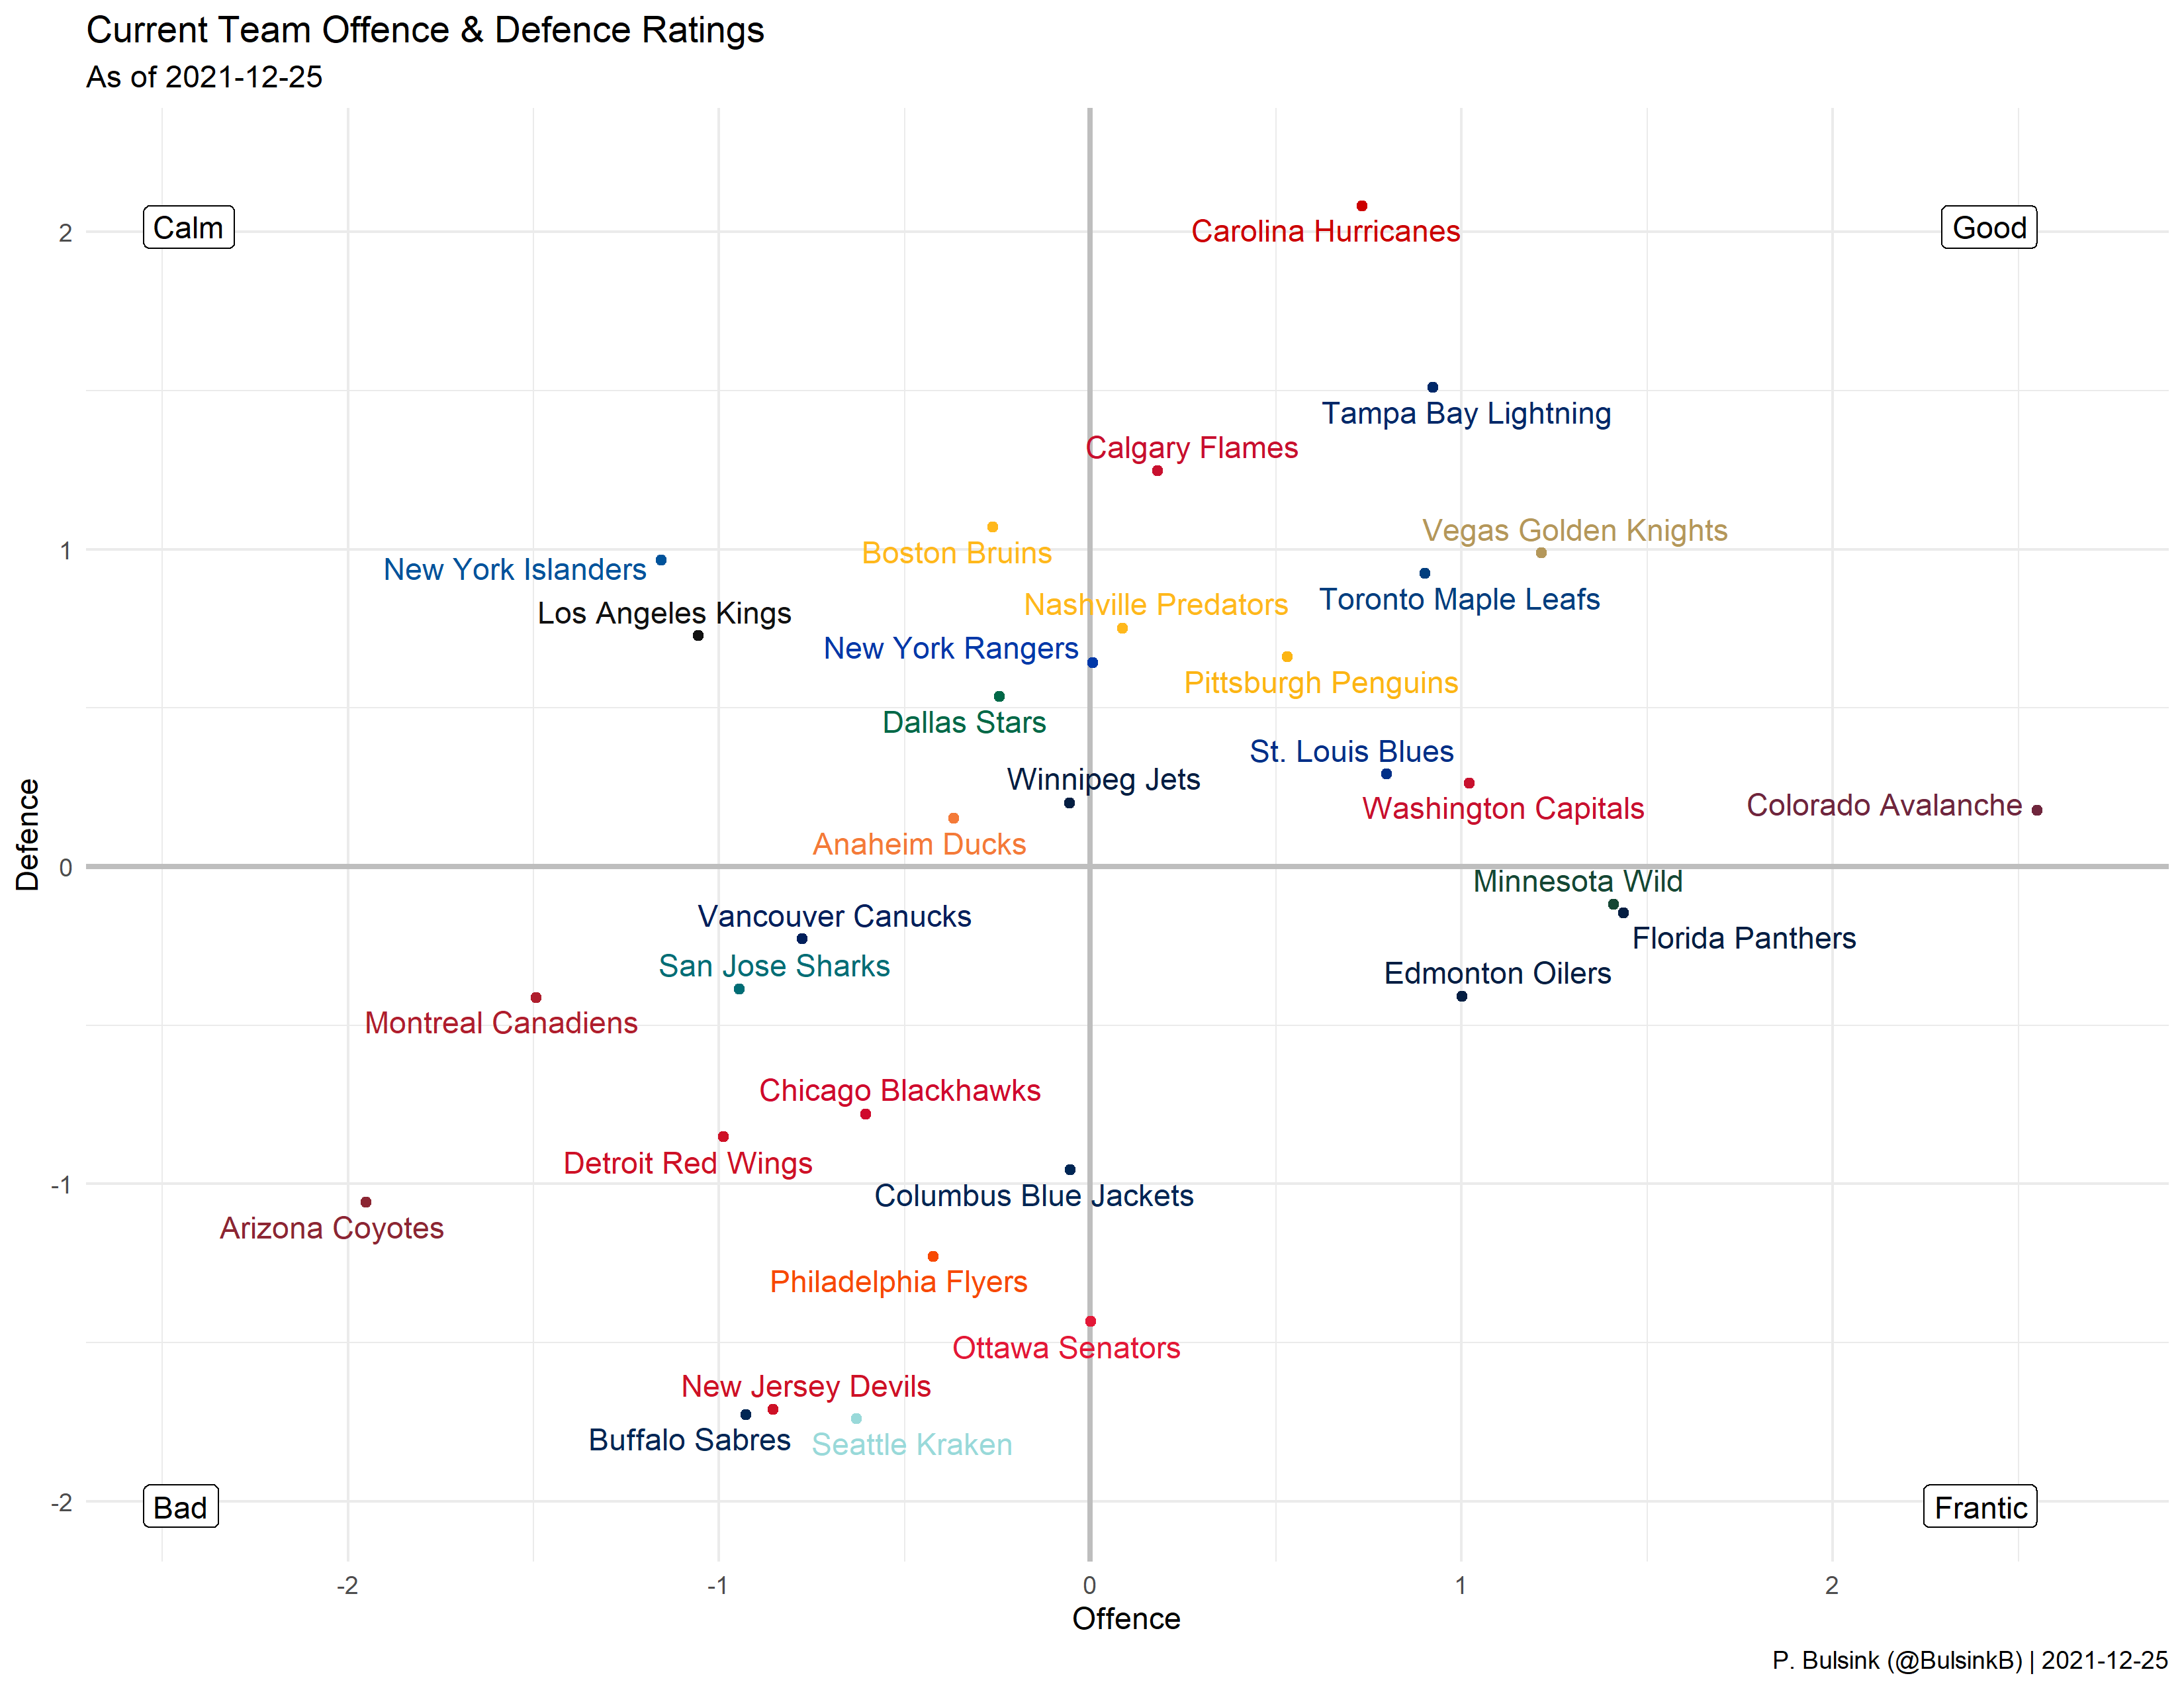 Current Team Offence & Defence Ratings
As of 2021-12-25
Calm
Good
2
Carolina Hurricanes
Tampa Bay Lightning
Calgary Flames
Vegas Golden Knights
1
Boston Bruins
New York Islanders
Toronto Maple Leafs
Los Angeles Kings
Nashville Predators
New York Rangers
Pittsburgh Penguins
Dallas Stars
St. Louis Blues
Winnipeg Jets
Washington Capitals
Colorado Avalanche
Anaheim Ducks
Defence
0
Minnesota Wild
Vancouver Canucks
Florida Panthers
San Jose Sharks
Edmonton Oilers
Montreal Canadiens
Chicago Blackhawks
Detroit Red Wings
-1
Columbus Blue Jackets
Arizona Coyotes
Philadelphia Flyers
Ottawa Senators
New Jersey Devils
Buffalo Sabres
Seattle Kraken
-2
Bad
Frantic
-2
-1
0
1
2
Offence
P. Bulsink (@BulsinkB) | 2021-12-25